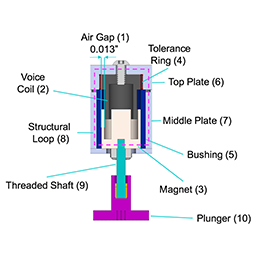 Air Gap (1)
0.013"
Tolerance
Ring (4)
Voice
Coil (2)
Top Plate (6)
Structural
Loop (8)
Middle Plate (7)
Bushing (5)
Threaded Shaft (9)
Magnet (3)
Plunger (10)